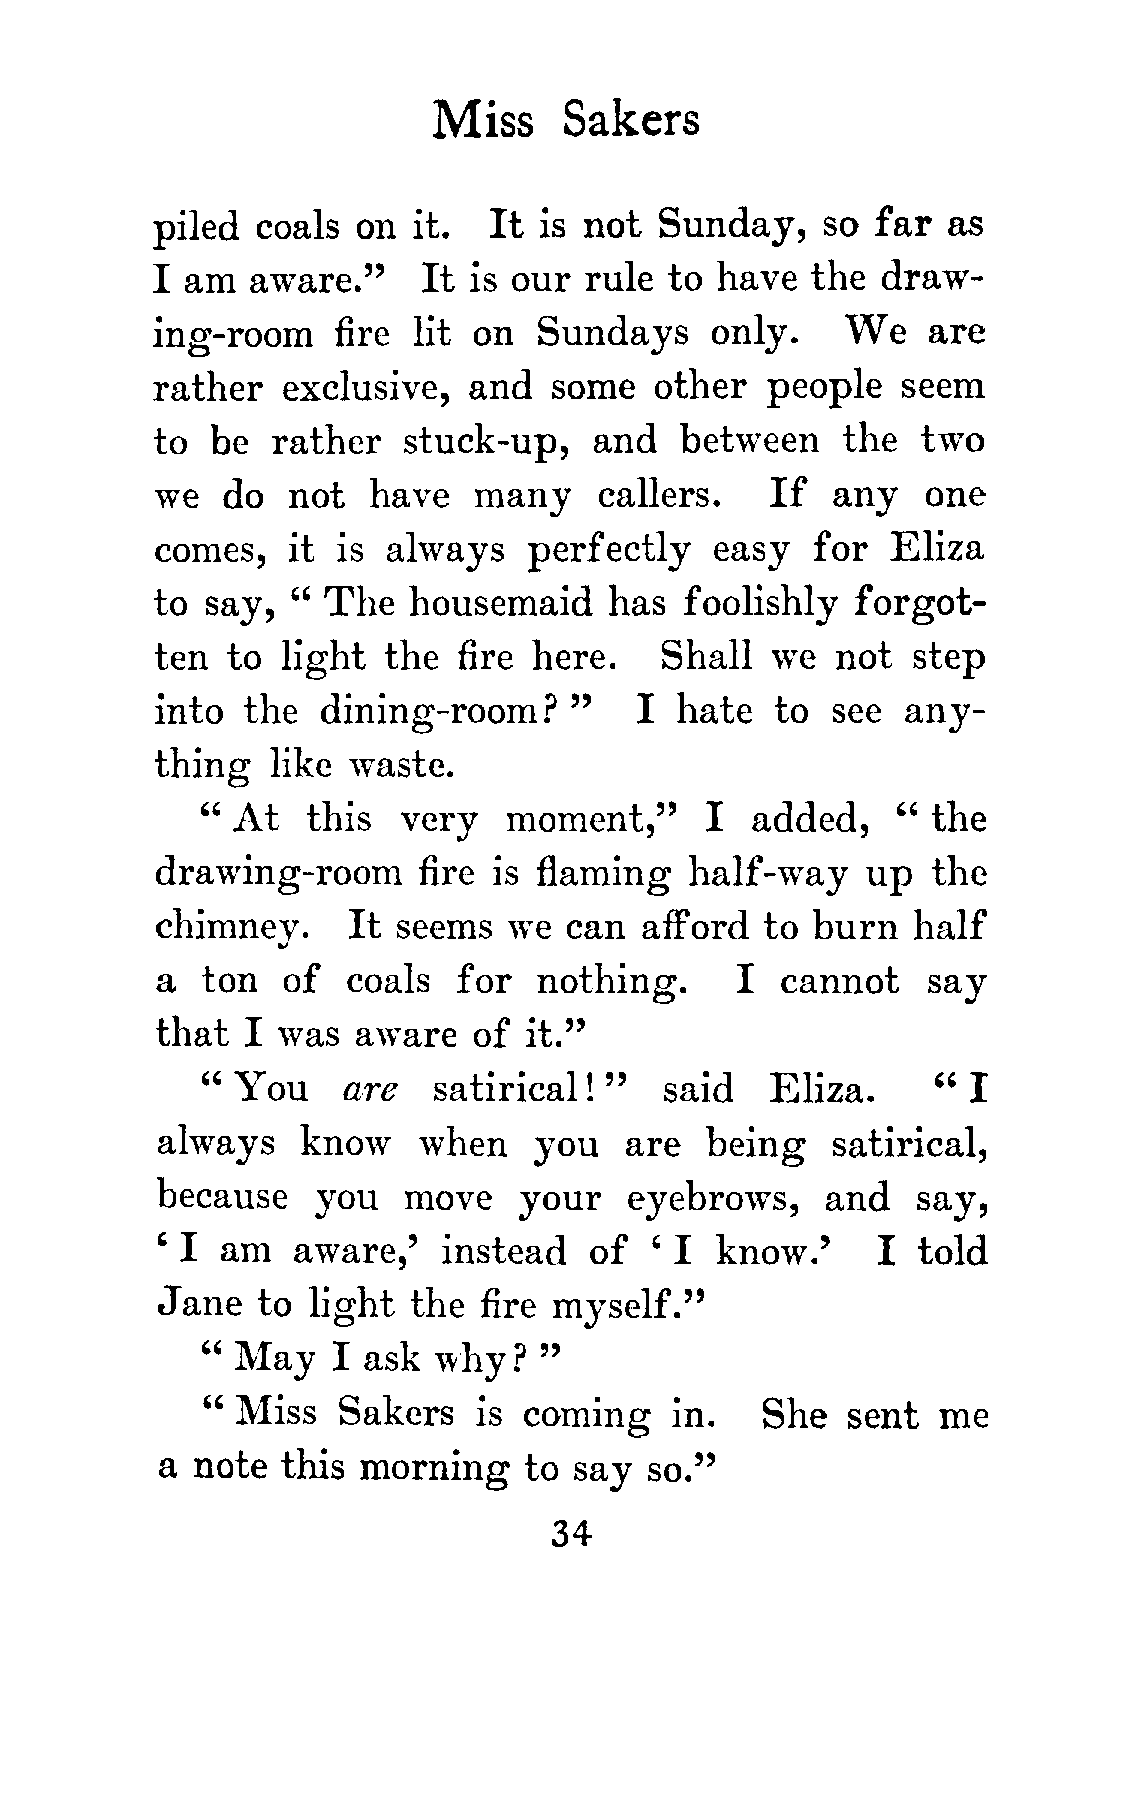 Miss Sakers
piled coals on it. It is not Sunday, so far as
I am aware.” It is our rule to have the draw-
ing-room fire lit on Sundays only. We are
rather exclusive, and some other people seem
to be rather stuck-up, and between the two
we do not have many callers. If any one
comes, it is always perfectly easy for Eliza
to say, “ The housemaid has foolishly forgot-
ten to light the fire here. Shall we not step
into the dining-room? ” I hate to see any-
thing like waste.
“ At this very moment,” I added, “ the
drawing-room fire is flaming half-way up the
chimney. It seems we can afford to burn half
a ton of coals for nothing. I cannot say
that I was aware of it.”
“ You are satirical! ” said Eliza. “ I
always know when you are being satirical,
because you move your eyebrows, and say,
‘ I am aware,’ instead of ‘ I know.’ I told
Jane to light the fire myself.”
“ May I ask why? ”
“ Miss Sakers is coming in. She sent me
a note this morning to say so.”
34